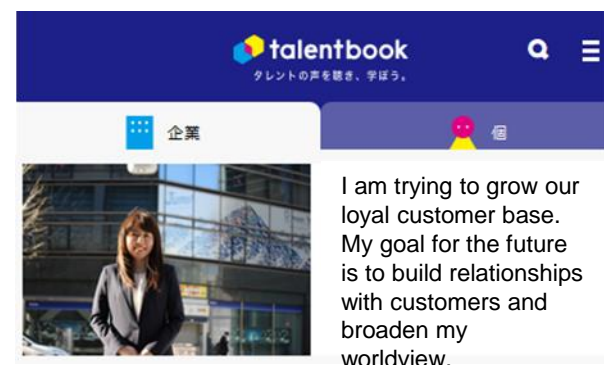 talentbook
タレントの声を聴き、学ぼう。
企業
個
I am trying to grow our
loyal customer base.
My goal for the future
is to build relationships
with customers and
broaden my
worldview.